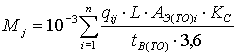 M_j = 10^{-3} \sum_{i=1}^{n} \frac{q_{ij} \cdot L \cdot A_{Э(ТО)i} \cdot K_C}{t_{В(ТО)} \cdot 3,6}